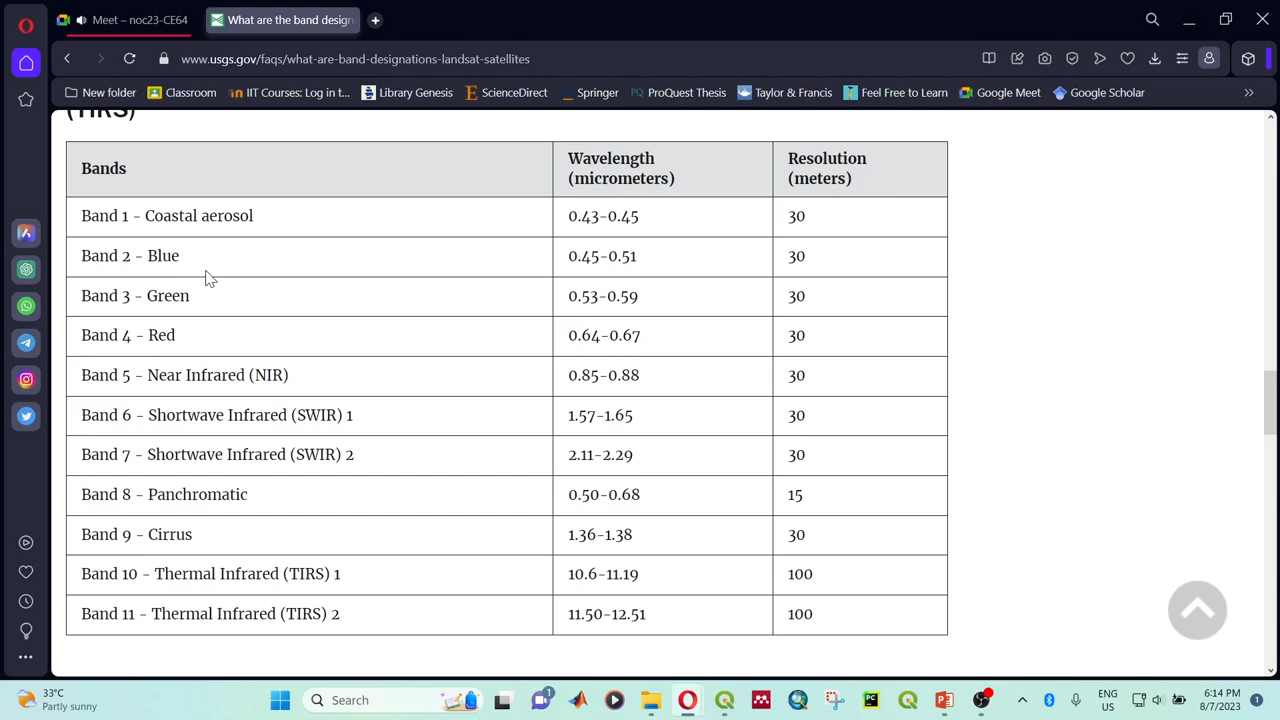 Meet – noc23-CE64
What are the band design
www.usgs.gov/faqs/what-are-band-designations-landsat-satellites
New folder
Classroom
IIT Courses: Log in t...
Library Genesis
ScienceDirect
Springer
ProQuest Thesis
Taylor & Francis
Feel Free to Learn
Google Meet
Google Scholar
(TIRS)
Bands
Wavelength
(micrometers)
Resolution
(meters)
Band 1 - Coastal aerosol 0.43-0.45 30
Band 2 - Blue 0.45-0.51 30
Band 3 - Green 0.53-0.59 30
Band 4 - Red 0.64-0.67 30
Band 5 - Near Infrared (NIR) 0.85-0.88 30
Band 6 - Shortwave Infrared (SWIR) 1 1.57-1.65 30
Band 7 - Shortwave Infrared (SWIR) 2 2.11-2.29 30
Band 8 - Panchromatic 0.50-0.68 15
Band 9 - Cirrus 1.36-1.38 30
Band 10 - Thermal Infrared (TIRS) 1 10.6-11.19 100
Band 11 - Thermal Infrared (TIRS) 2 11.50-12.51 100
33°C
Partly sunny
Search
1
PC
ENG
US
6:14 PM
8/7/2023
1